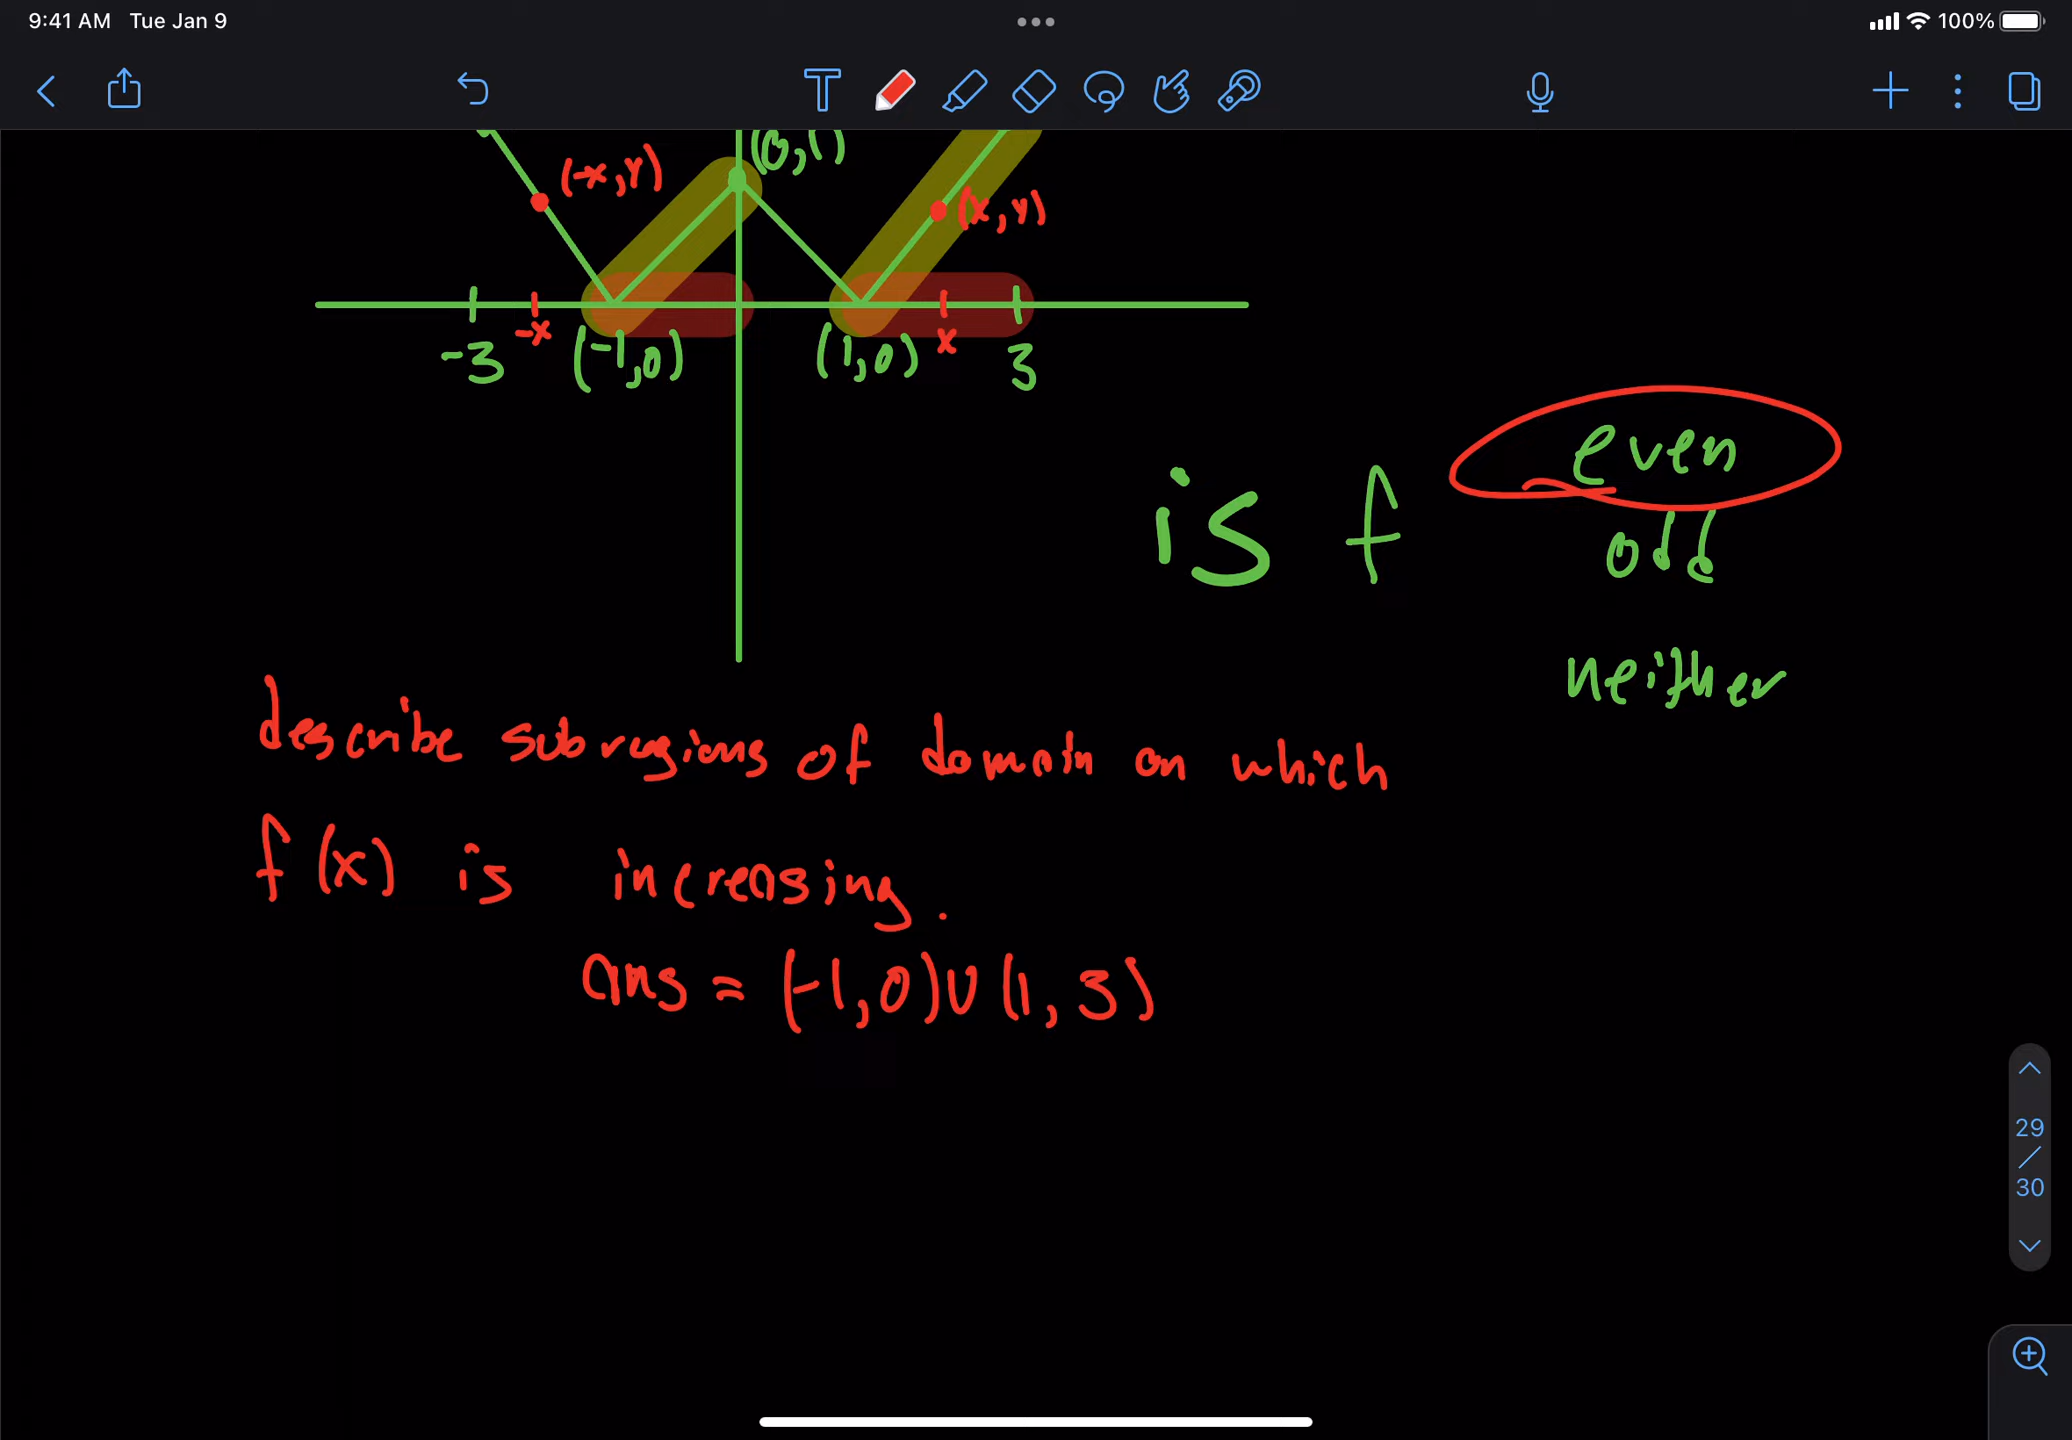 9:41 AM Tue Jan 9
100%
(0,1)
(-x,y)
(x,y)
-3
-x
(-1,0)
(1,0)
x
3
is f
even
odd
neither
describe subregions of domain on which
f(x) is increasing.
ans = (-1,0)∪(1,3)
29
/
30